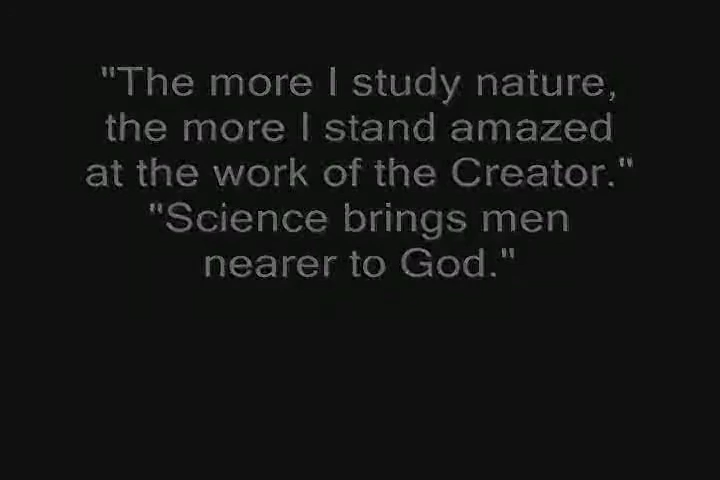 "The more I study nature,
the more I stand amazed
at the work of the Creator."
"Science brings men
nearer to God."